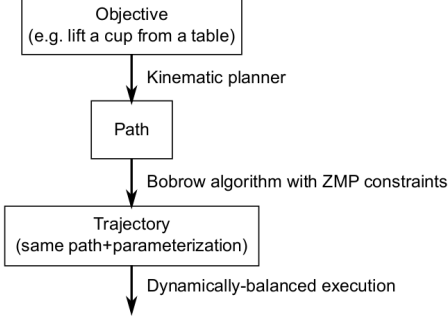 Objective
(e.g. lift a cup from a table)
Kinematic planner
Path
Bobrow algorithm with ZMP constraints
Trajectory
(same path+parameterization)
Dynamically-balanced execution